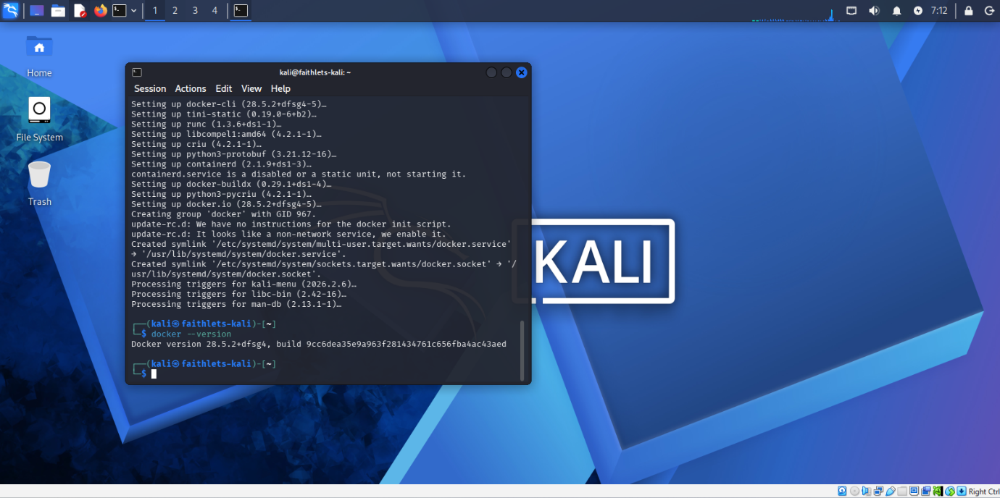 1 2 3 4 7:12
Home
File System
Trash
kali@faithlets-kali: ~
Session Actions Edit View Help
Setting up docker-cli (28.5.2+dfsg4-5)…
Setting up tini-static (0.19.0-6+b2)…
Setting up runc (1.3.6+ds1-1)…
Setting up libcompel1:amd64 (4.2.1-1)…
Setting up criu (4.2.1-1)…
Setting up python3-protobuf (3.21.12-16)…
Setting up containerd (2.1.9+ds1-3)…
containerd.service is a disabled or a static unit, not starting it.
Setting up docker-buildx (0.29.1+ds1-4)…
Setting up python3-pycriu (4.2.1-1)…
Setting up docker.io (28.5.2+dfsg4-5)…
Creating group 'docker' with GID 967.
update-rc.d: We have no instructions for the docker init script.
update-rc.d: It looks like a non-network service, we enable it.
Created symlink '/etc/systemd/system/multi-user.target.wants/docker.service'
→ '/usr/lib/systemd/system/docker.service'.
Created symlink '/etc/systemd/system/sockets.target.wants/docker.socket' → '/
usr/lib/systemd/system/docker.socket'.
Processing triggers for kali-menu (2026.2.6)…
Processing triggers for libc-bin (2.42-16)…
Processing triggers for man-db (2.13.1-1)…
┌──(kali㉿faithlets-kali)-[~]
└─$ docker --version
Docker version 28.5.2+dfsg4, build 9cc6dea35e9a963f281434761c656fba4ac43aed
┌──(kali㉿faithlets-kali)-[~]
└─$
KALI
Right Ctrl